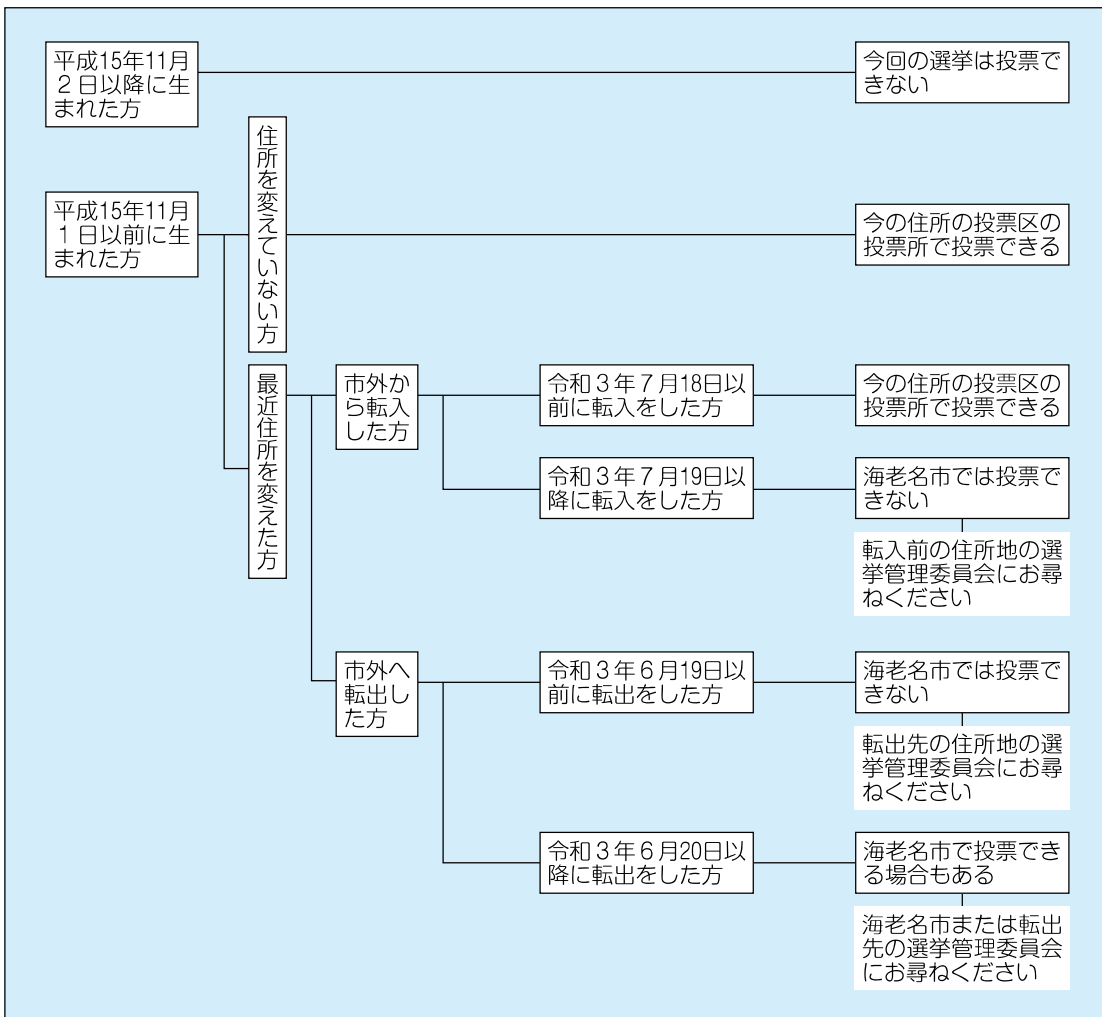 平成15年11月
２日以降に生
まれた方
今回の選挙は投票で
きない
平成15年11月
１日以前に生
まれた方
住所を変えていない方
今の住所の投票区の
投票所で投票できる
最近住所を変えた方
市外か
ら転入
した方
令和３年７月18日以
前に転入をした方
今の住所の投票区の
投票所で投票できる
令和３年７月19日以
降に転入をした方
海老名市では投票で
きない
転入前の住所地の選
挙管理委員会にお尋
ねください
市外へ
転出し
た方
令和３年６月19日以
前に転出をした方
海老名市では投票で
きない
転出先の住所地の選
挙管理委員会にお尋
ねください
令和３年６月20日以
降に転出をした方
海老名市で投票でき
る場合もある
海老名市または転出
先の選挙管理委員会
にお尋ねください